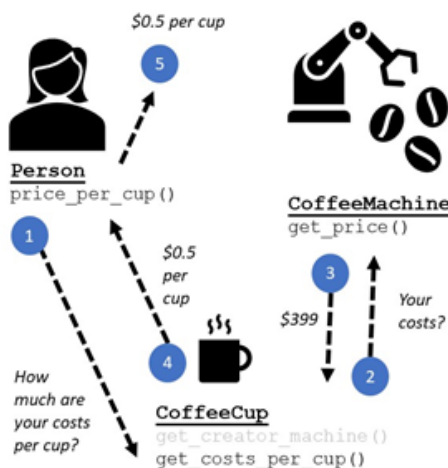 $0.5 per cup
5
Person
price_per_cup()
1
CoffeeMachine
get_price()
$0.5
per
cup
3
$399
Your
costs?
4
2
How
much are
your costs
per cup?
CoffeeCup
get_creator_machine()
get_costs_per_cup()